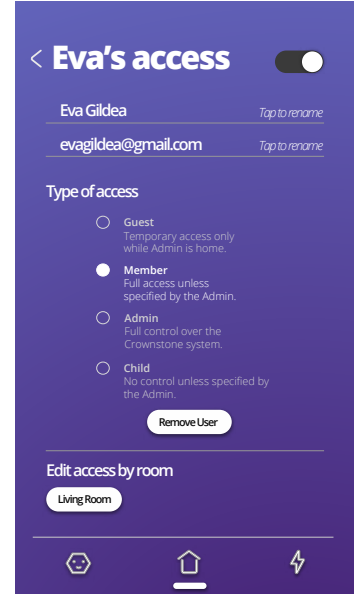 Eva's access
Eva Gildea Tap to rename
evagildea@gmail.com Tap to rename
Type of access
Guest
Temporary access only
while Admin is home.
Member
Full access unless
specified by the Admin.
Admin
Full control over the
Crownstone system.
Child
No control unless specified by
the Admin.
Remove User
Edit access by room
Living Room